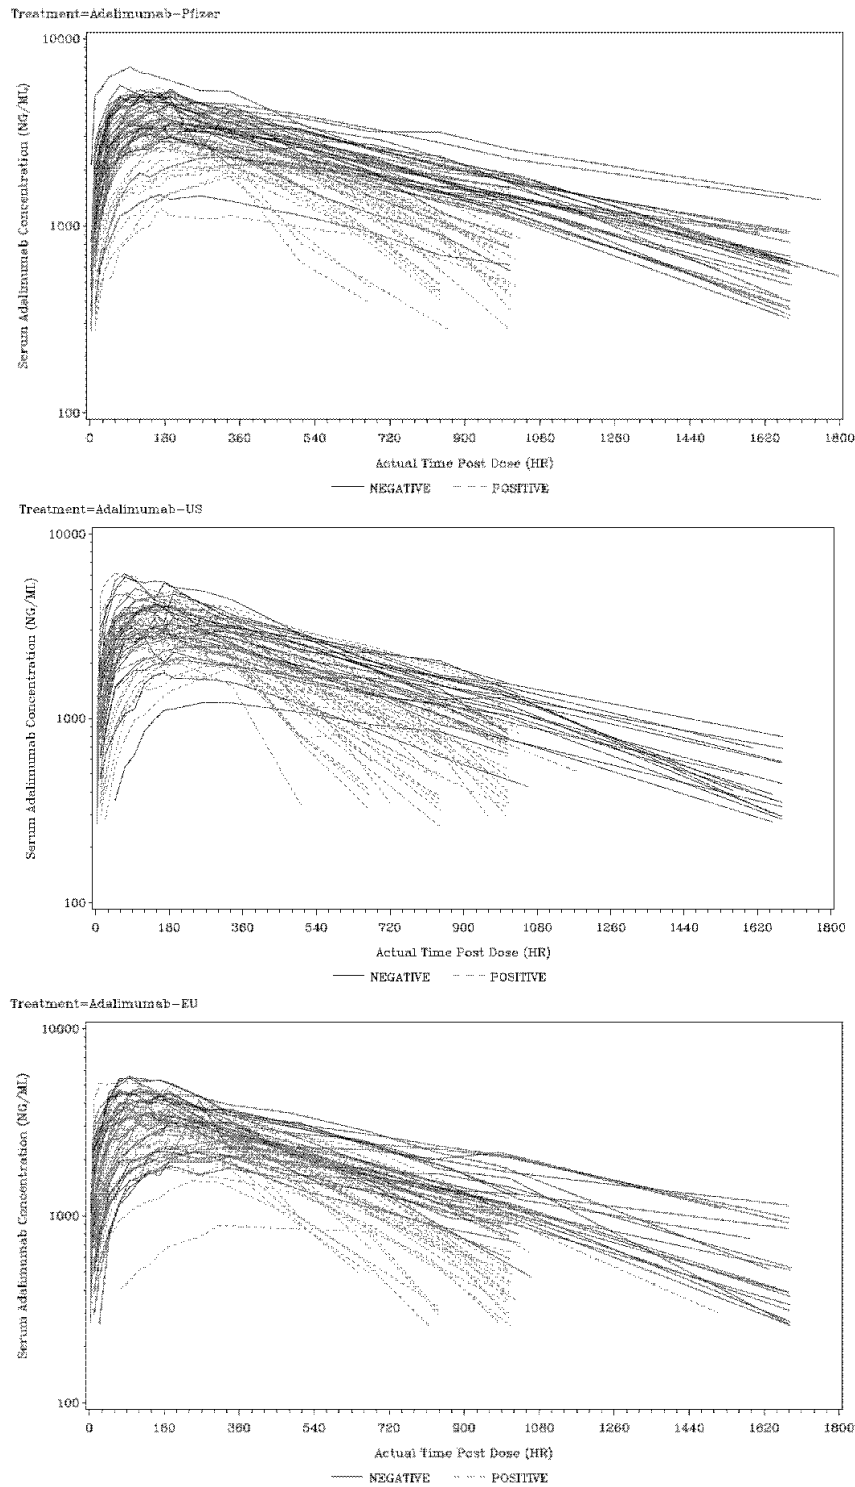 Treatment=Adalimumab-Pfizer
10000
1000
100
Serum Adalimumab Concentration (NG/ML)
0 180 360 540 720 900 1080 1260 1440 1620 1800
Actual Time Post Dose (HR)
NEGATIVE POSITIVE
Treatment=Adalimumab-US
10000
1000
100
Serum Adalimumab Concentration (NG/ML)
0 180 360 540 720 900 1080 1260 1440 1620 1800
Actual Time Post Dose (HR)
NEGATIVE POSITIVE
Treatment=Adalimumab-EU
10000
1000
100
Serum Adalimumab Concentration (NG/ML)
0 180 360 540 720 900 1080 1260 1440 1620 1800
Actual Time Post Dose (HR)
NEGATIVE POSITIVE